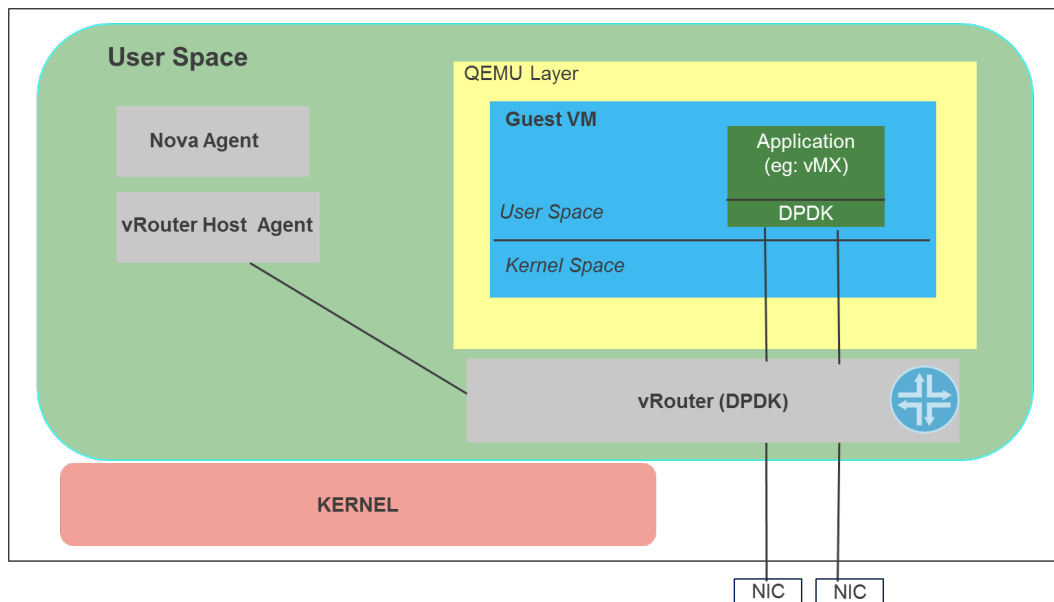 User Space
QEMU Layer
Nova Agent
vRouter Host Agent
Guest VM
Application
(eg: vMX)
DPDK
User Space
Kernel Space
vRouter (DPDK)
KERNEL
NIC
NIC